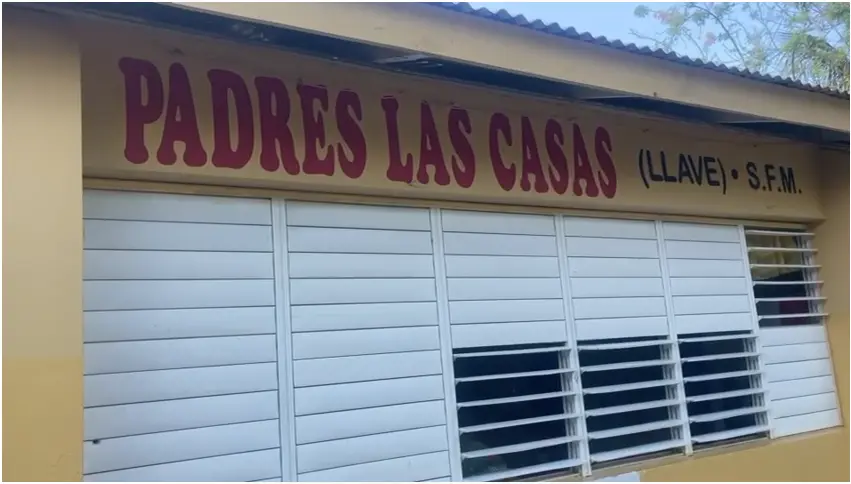 PADRES LAS CASAS (LLAVE) • S.F.M.